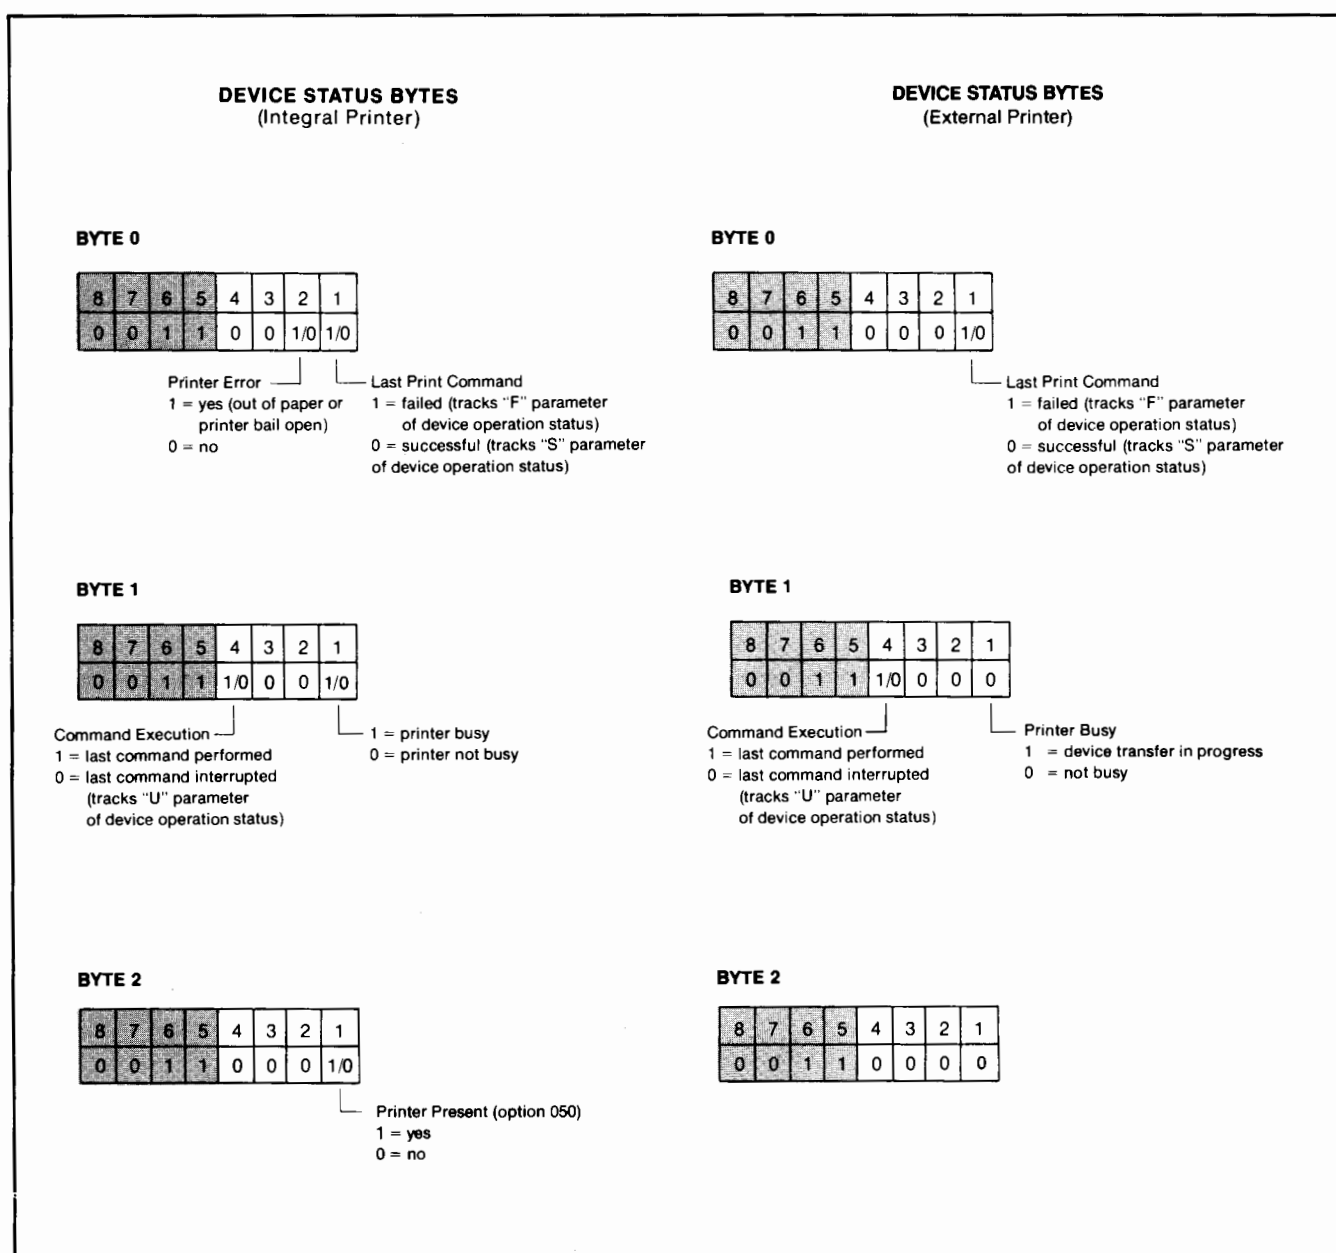 DEVICE STATUS BYTES
(Integral Printer)
BYTE 0
8 7 6 5 4 3 2 1
0 0 1 1 0 0 1/0 1/0
Printer Error
1 = yes (out of paper or
printer bail open)
0 = no
Last Print Command
1 = failed (tracks "F" parameter
of device operation status)
0 = successful (tracks "S" parameter
of device operation status)
BYTE 1
8 7 6 5 4 3 2 1
0 0 1 1 1/0 0 0 1/0
Command Execution
1 = last command performed
0 = last command interrupted
(tracks "U" parameter
of device operation status)
1 = printer busy
0 = printer not busy
BYTE 2
8 7 6 5 4 3 2 1
0 0 1 1 0 0 0 1/0
Printer Present (option 050)
1 = yes
0 = no
DEVICE STATUS BYTES
(External Printer)
BYTE 0
8 7 6 5 4 3 2 1
0 0 1 1 0 0 0 1/0
Last Print Command
1 = failed (tracks "F" parameter
of device operation status)
0 = successful (tracks "S" parameter
of device operation status)
BYTE 1
8 7 6 5 4 3 2 1
0 0 1 1 1/0 0 0 0
Command Execution
1 = last command performed
0 = last command interrupted
(tracks "U" parameter
of device operation status)
Printer Busy
1 = device transfer in progress
0 = not busy
BYTE 2
8 7 6 5 4 3 2 1
0 0 1 1 0 0 0 0